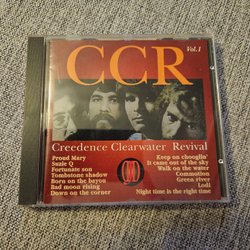 CCR
Vol.1
Creedence Clearwater Revival
Proud Mary
Suzie Q
Fortunate son
Tombstone shadow
Born on the bayou
Bad moon rising
Down on the corner
Keep on chooglin'
It came out of the sky
Walk on the water
Commotion
Green river
Lodi
Night time is the right time